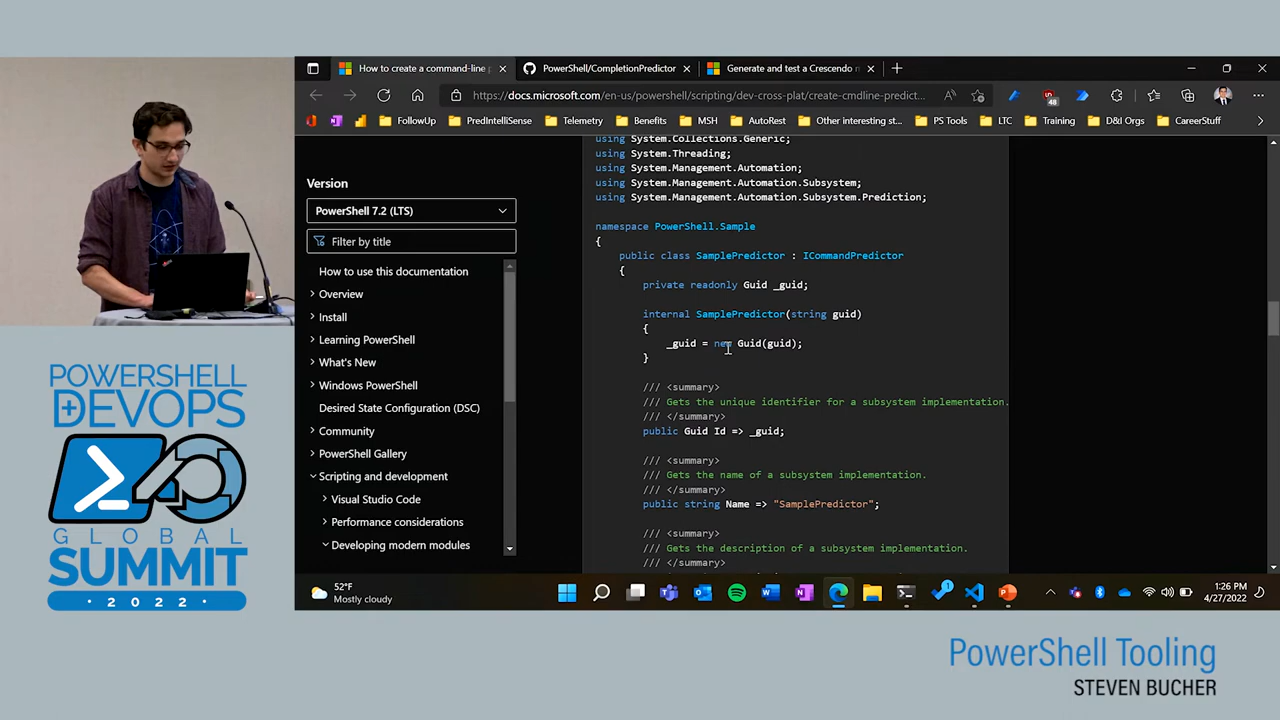 How to create a command-line p
PowerShell/CompletionPredictor
Generate and test a Crescendo m
https://docs.microsoft.com/en-us/powershell/scripting/dev-cross-plat/create-cmdline-predict...
48
FollowUp
PredIntelliSense
Telemetry
Benefits
MSH
AutoRest
Other interesting st...
PS Tools
LTC
Training
D&I Orgs
CareerStuff
Version
PowerShell 7.2 (LTS)
Filter by title
How to use this documentation
Overview
Install
Learning PowerShell
What's New
Windows PowerShell
Desired State Configuration (DSC)
Community
PowerShell Gallery
Scripting and development
Visual Studio Code
Performance considerations
Developing modern modules
using System.Collections.Generic;
using System.Threading;
using System.Management.Automation;
using System.Management.Automation.Subsystem;
using System.Management.Automation.Subsystem.Prediction;
namespace PowerShell.Sample
{
public class SamplePredictor : ICommandPredictor
{
private readonly Guid _guid;
internal SamplePredictor(string guid)
{
_guid = new Guid(guid);
}
/// <summary>
/// Gets the unique identifier for a subsystem implementation.
/// </summary>
public Guid Id => _guid;
/// <summary>
/// Gets the name of a subsystem implementation.
/// </summary>
public string Name => "SamplePredictor";
/// <summary>
/// Gets the description of a subsystem implementation.
/// </summary>
52°F
Mostly cloudy
1:26 PM
4/27/2022
POWERSHELL
DEVOPS
GLOBAL
SUMMIT
· 2022 ·
PowerShell Tooling
STEVEN BUCHER